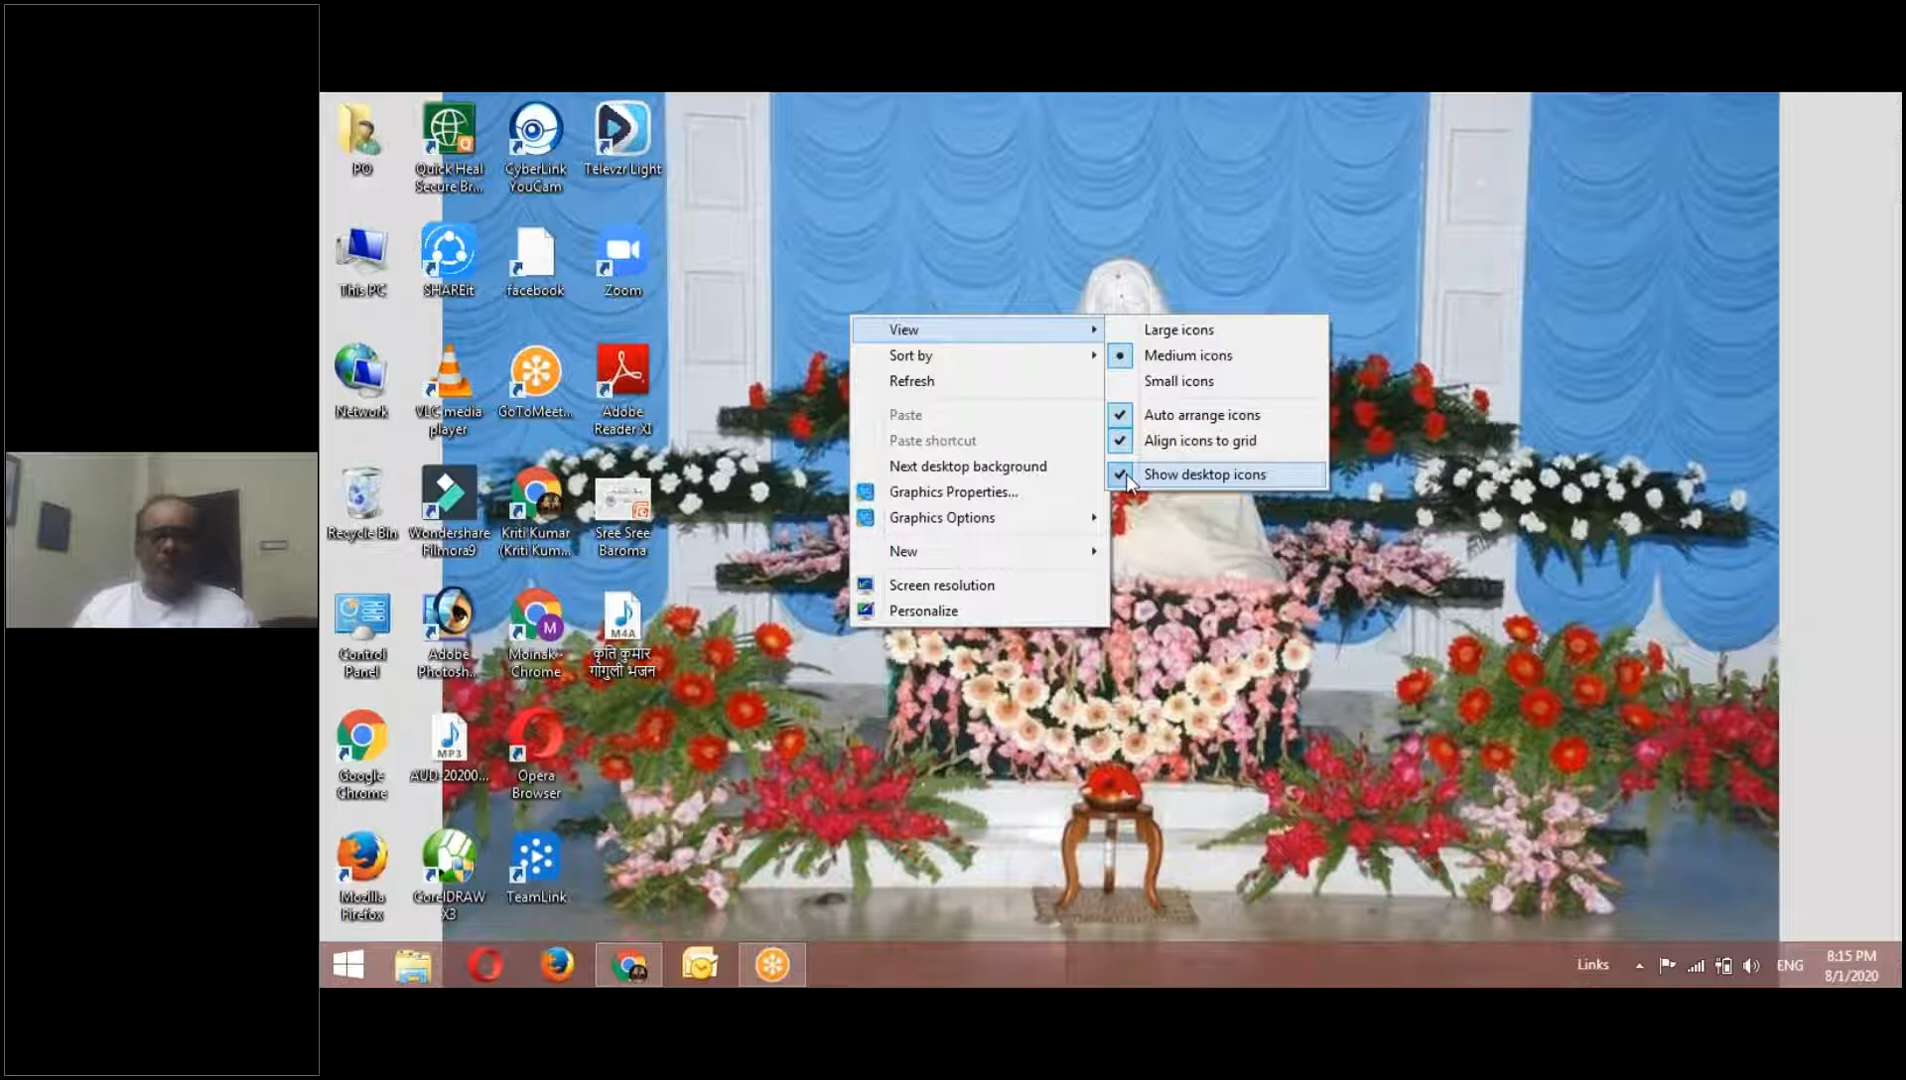 PO
Quick Heal
Secure Br...
CyberLink
YouCam
Televzr Light
This PC
SHAREit
facebook
Zoom
Network
VLC media
player
GoToMeet...
Adobe
Reader XI
Recycle Bin
Wondershare
Filmora9
Kriti Kumar
(Kriti Kum...
Sree Sree
Baroma
Control
Panel
Adobe
Photosh...
M
Moinak -
Chrome
M4A
कृति कुमार
गांगुली भजन
Google
Chrome
MP3
AUD-20200...
Opera
Browser
Mozilla
Firefox
CorelDRAW
X3
TeamLink
View
Sort by
Refresh
Paste
Paste shortcut
Next desktop background
Graphics Properties...
Graphics Options
New
Screen resolution
Personalize
Large icons
Medium icons
Small icons
Auto arrange icons
Align icons to grid
Show desktop icons
Links
ENG
8:15 PM
8/1/2020